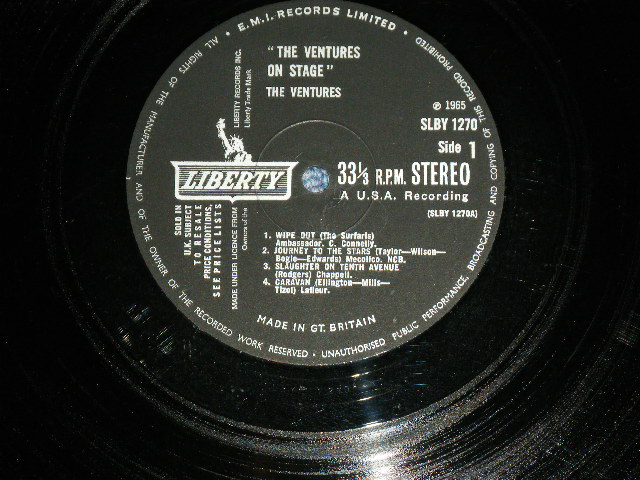 E.M.I. RECORDS LIMITED
ALL RIGHTS OF THE MANUFACTURER AND OF THE OWNER OF THE RECORDED WORK RESERVED • UNAUTHORISED PUBLIC PERFORMANCE, BROADCASTING AND COPYING OF THIS RECORD PROHIBITED
"THE VENTURES
ON STAGE"
THE VENTURES
LIBERTY RECORDS INC.
Liberty Trade Mark
LIBERTY
℗ 1965
SLBY 1270
Side 1
33⅓ R.P.M. STEREO
A U.S.A. Recording
(SLBY 1270A)
SOLD IN
U.K. SUBJECT
TO RESALE
PRICE CONDITIONS,
SEE PRICE LISTS
MADE UNDER LICENCE FROM
Owners of the
1. WIPE OUT (The Surfaris)
Ambassador. C. Connelly.
2. JOURNEY TO THE STARS (Taylor—Wilson—
Bogle—Edwards) Mecolico. NCB.
3. SLAUGHTER ON TENTH AVENUE
(Rodgers) Chappell.
4. CARAVAN (Ellington—Mills—
Tizol) Lafleur.
MADE IN GT. BRITAIN